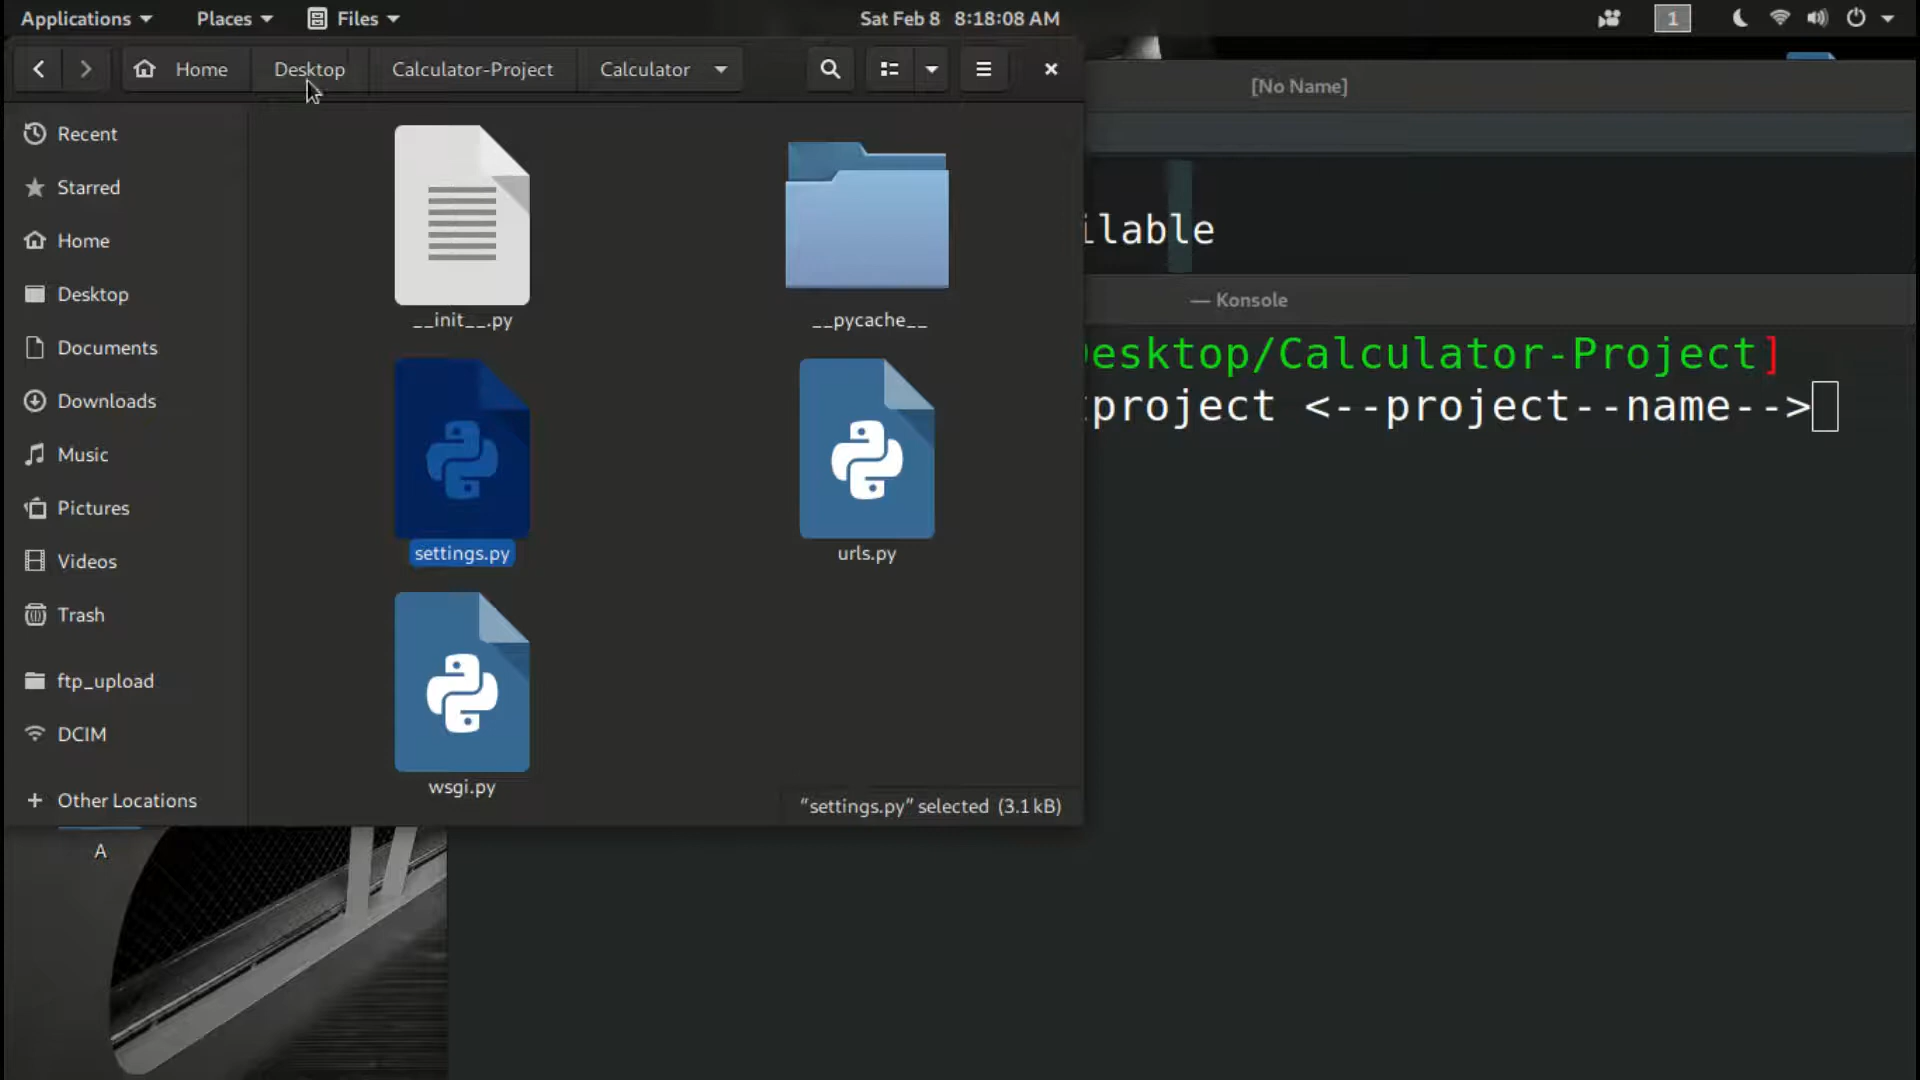 Applications
Places
Files
Sat Feb 8 8:18:08 AM
1
Home
Desktop
Calculator-Project
Calculator
[No Name]
Recent
Starred
Home
Desktop
Documents
Downloads
Music
Pictures
Videos
Trash
ftp_upload
DCIM
+ Other Locations
__init__.py
__pycache__
settings.py
urls.py
wsgi.py
“settings.py” selected (3.1 kB)
ilable
— Konsole
Desktop/Calculator-Project]
project <--project--name-->
A